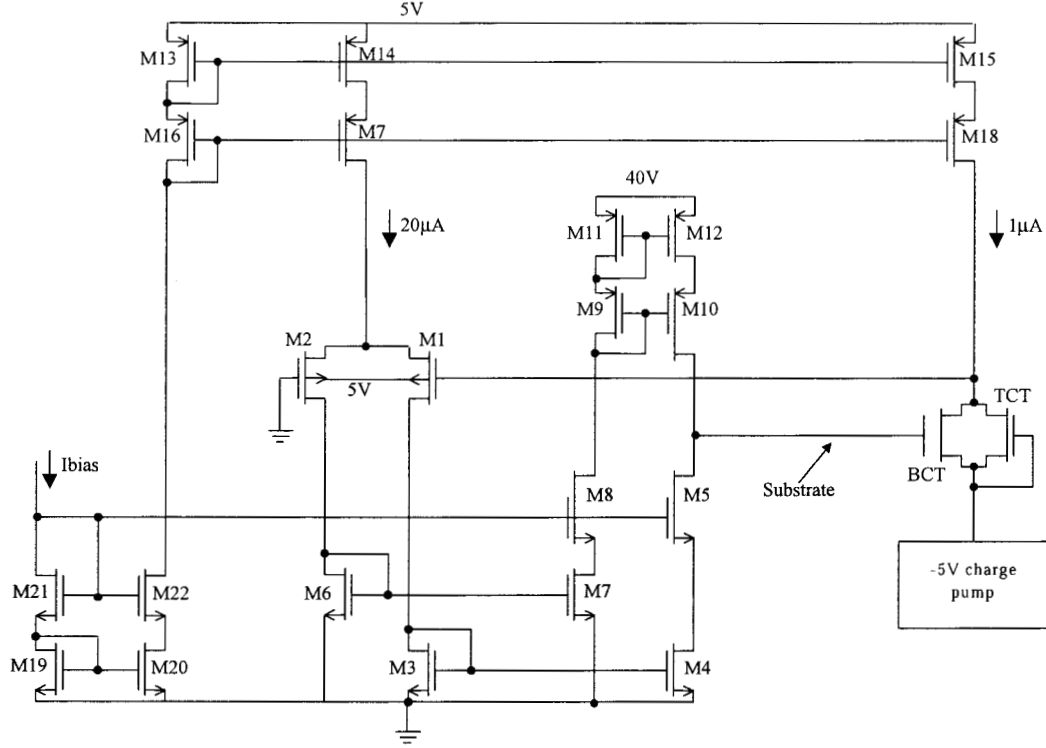 5V
M13
M14
M15
M16
M7
M18
40V
20μA
M11
M12
1μA
M9
M10
M2
M1
5V
TCT
BCT
Substrate
Ibias
M8
M5
M21
M22
M6
M7
-5V charge
pump
M19
M20
M3
M4